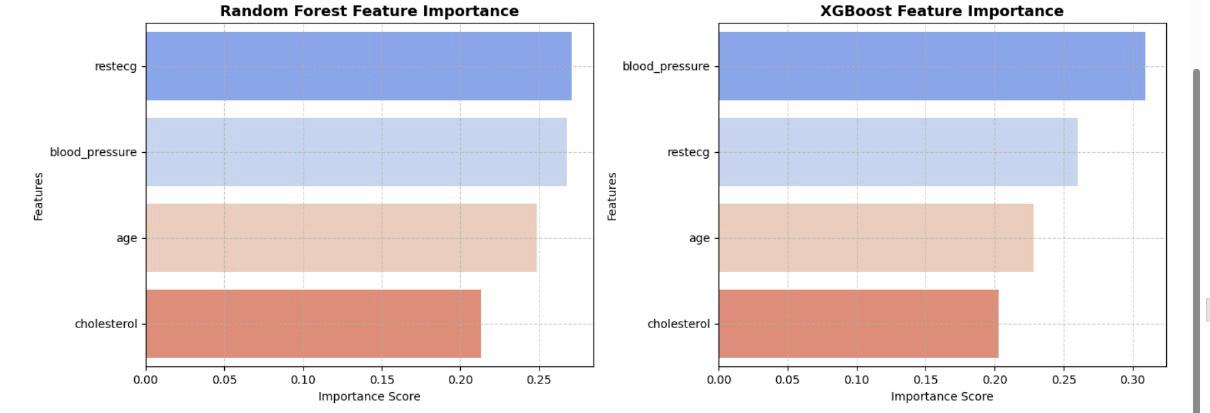 Random Forest Feature Importance
Features
restecg
blood_pressure
age
cholesterol
0.00 0.05 0.10 0.15 0.20 0.25
Importance Score
XGBoost Feature Importance
Features
blood_pressure
restecg
age
cholesterol
0.00 0.05 0.10 0.15 0.20 0.25 0.30
Importance Score